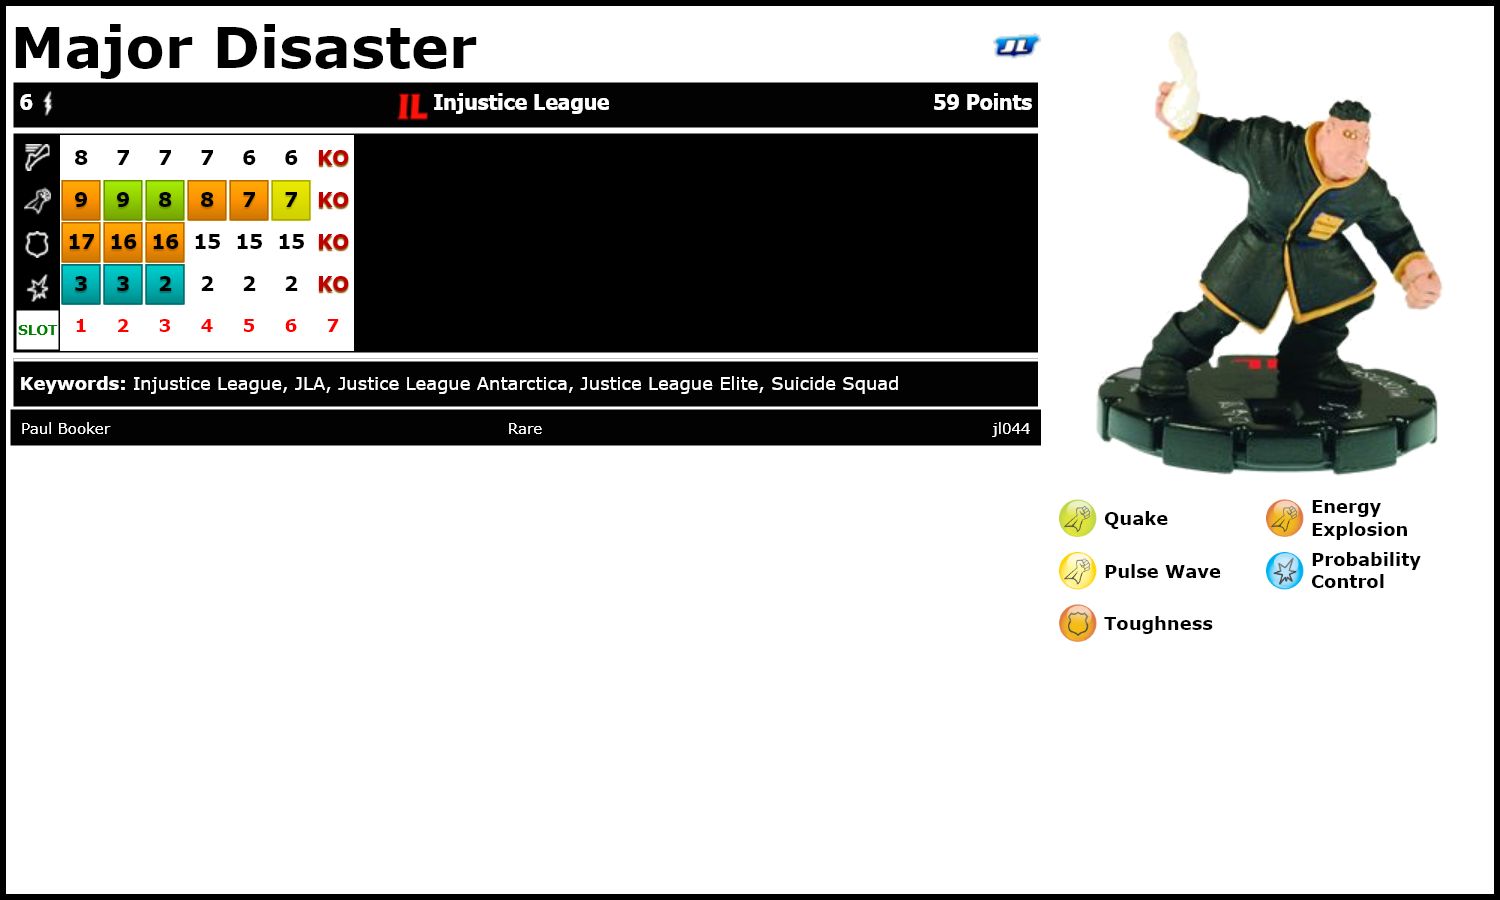 Major Disaster
JL
6 IL Injustice League 59 Points
8 7 7 7 6 6 KO
9 9 8 8 7 7 KO
17 16 16 15 15 15 KO
3 3 2 2 2 2 KO
SLOT 1 2 3 4 5 6 7
Keywords: Injustice League, JLA, Justice League Antarctica, Justice League Elite, Suicide Squad
Paul Booker Rare jl044
Quake
Energy
Explosion
Pulse Wave
Probability
Control
Toughness